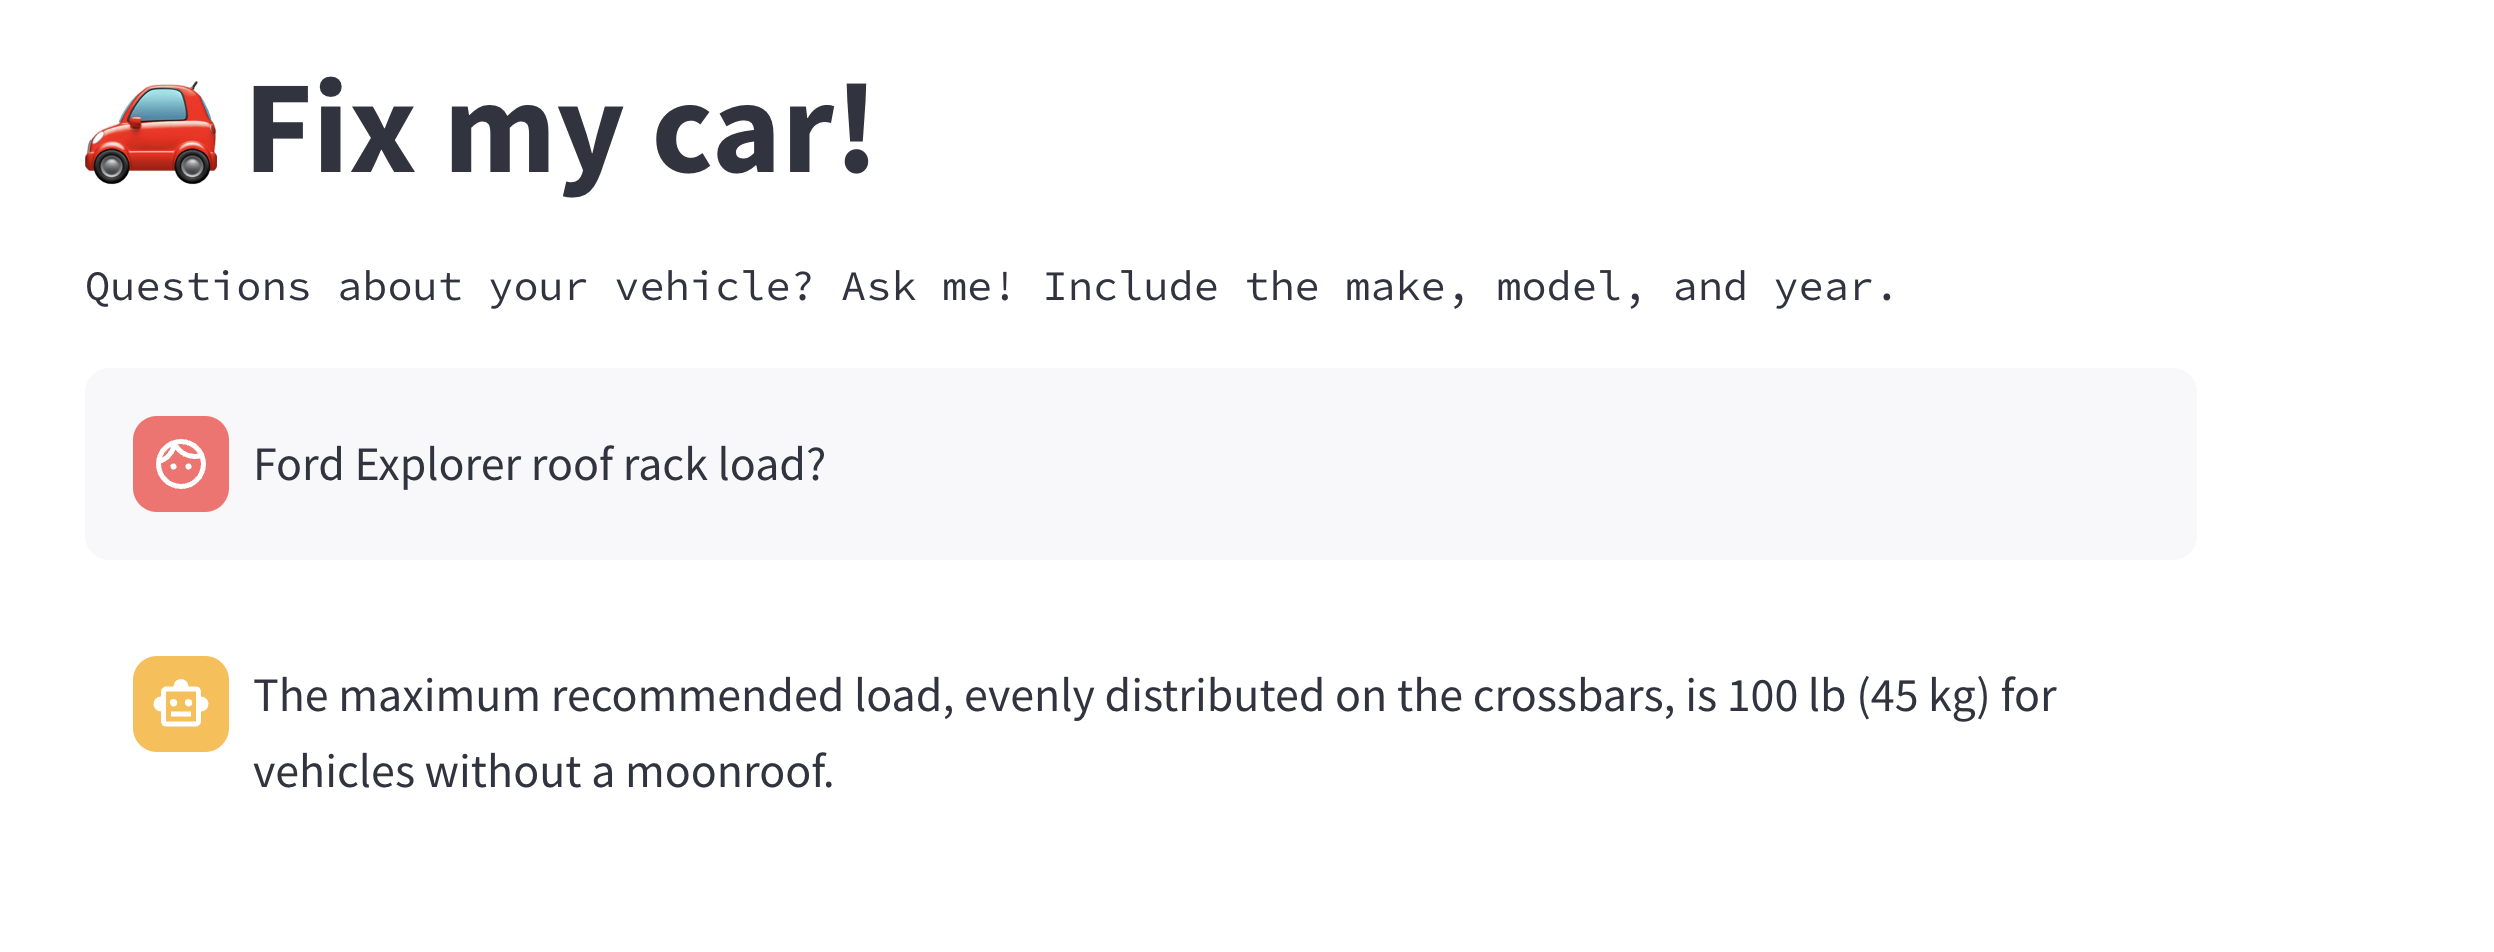 Fix my car!
Questions about your vehicle? Ask me! Include the make, model, and year.
Ford Explorer roof rack load?
The maximum recommended load, evenly distributed on the crossbars, is 100 lb (45 kg) for
vehicles without a moonroof.